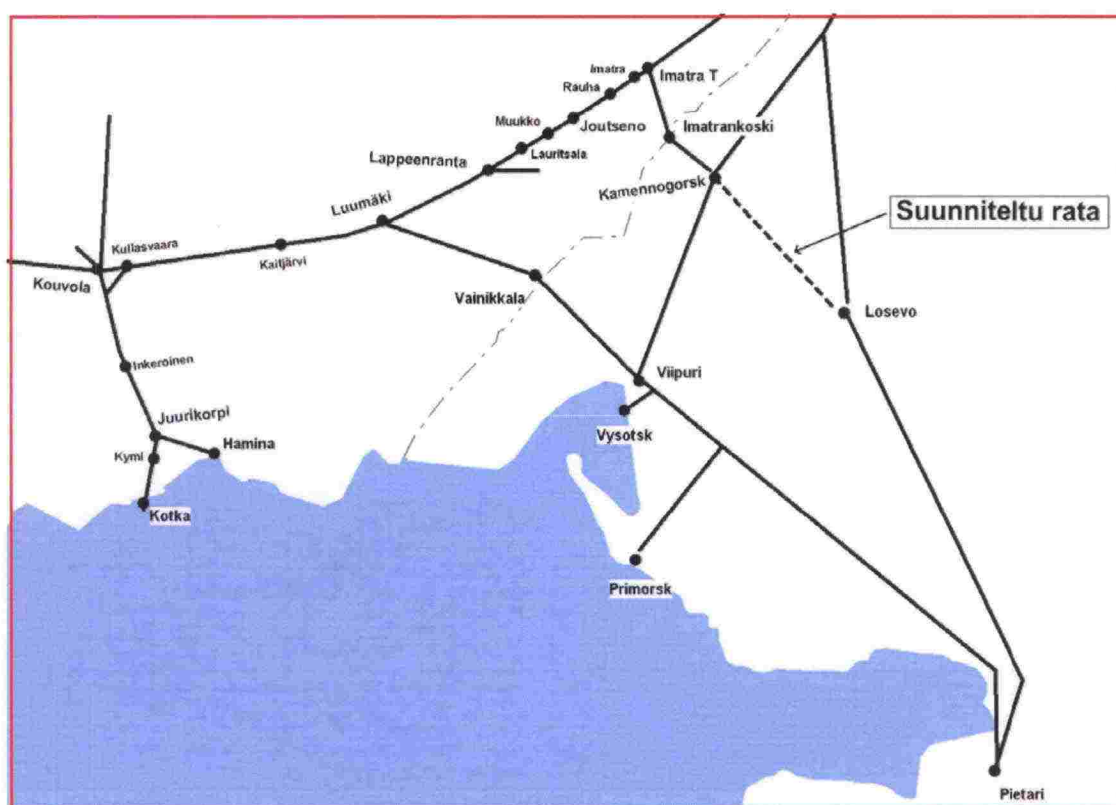 Imatra
Imatra T
Rauha
Muukko
Joutseno
Imatrankoski
Lauritsala
Lappeenranta
Kamennogorsk
Suunniteltu rata
Luumäki
Kullasvaara
Kaitjärvi
Kouvola
Vainikkala
Losevo
Inkeroinen
Viipuri
Juurikorpi
Vysotsk
Hamina
Kymi
Kotka
Primorsk
Pietari